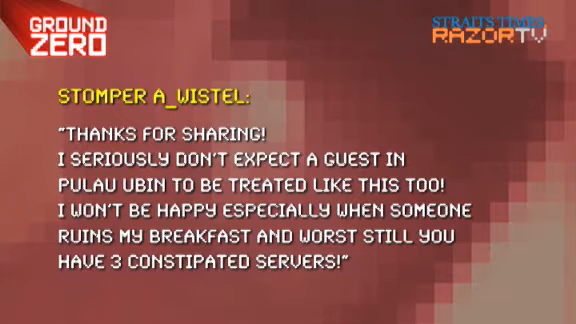 GROUND
ZERO
STRAITS TIMES
RAZORTV
STOMPER A_WISTEL:
"THANKS FOR SHARING!
I SERIOUSLY DON'T EXPECT A GUEST IN
PULAU UBIN TO BE TREATED LIKE THIS TOO!
I WON'T BE HAPPY ESPECIALLY WHEN SOMEONE
RUINS MY BREAKFAST AND WORST STILL YOU
HAVE 3 CONSTIPATED SERVERS!"